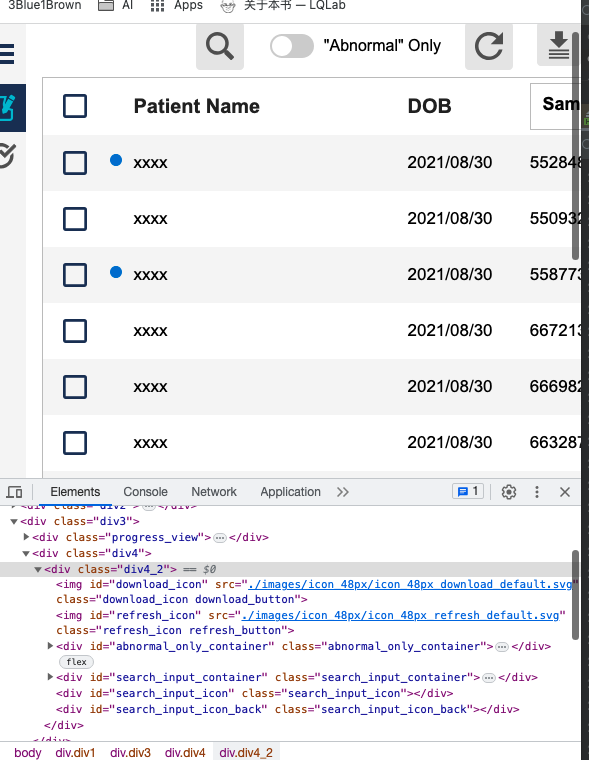 3Blue1Brown AI Apps 关于本书 — LQLab
"Abnormal" Only
Patient Name DOB Sam
xxxx 2021/08/30 552848
xxxx 2021/08/30 550932
xxxx 2021/08/30 558773
xxxx 2021/08/30 667213
xxxx 2021/08/30 666982
xxxx 2021/08/30 663287
Elements Console Network Application 1
<div class="div2">…</div>
<div class="div3">
<div class="progress_view">…</div>
<div class="div4">
<div class="div4_2"> == $0
<img id="download_icon" src="./images/icon_48px/icon_48px_download_default.svg"
class="download_icon download_button">
<img id="refresh_icon" src="./images/icon_48px/icon_48px_refresh_default.svg"
class="refresh_icon refresh_button">
<div id="abnormal_only_container" class="abnormal_only_container">…</div>
flex
<div id="search_input_container" class="search_input_container">…</div>
<div id="search_input_icon" class="search_input_icon"></div>
<div id="search_input_icon_back" class="search_input_icon_back"></div>
</div>
</div>
body div.div1 div.div3 div.div4 div.div4_2